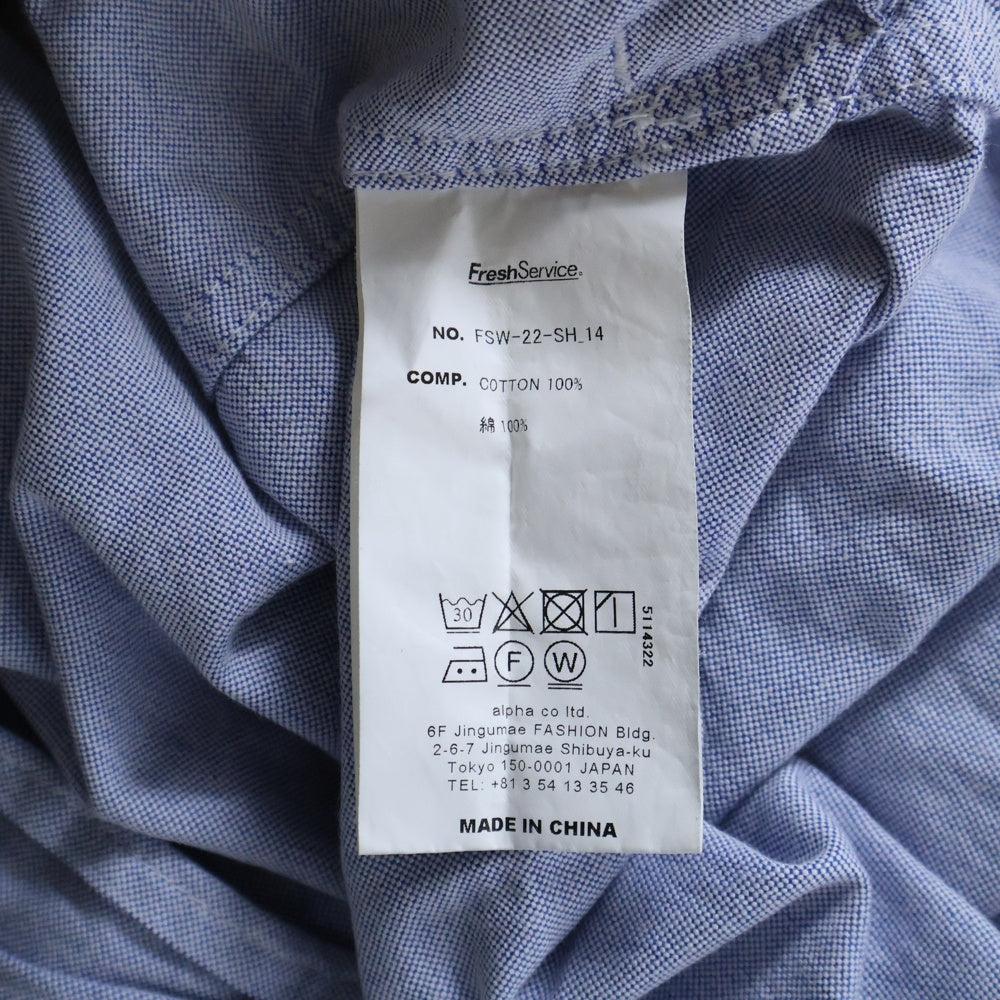 FreshService.
NO. FSW-22-SH_14
COMP. COTTON 100%
綿 100%
30
5114322
F W
alpha co ltd.
6F Jingumae FASHION Bldg.
2-6-7 Jingumae Shibuya-ku
Tokyo 150-0001 JAPAN
TEL: +81 3 54 13 35 46
MADE IN CHINA